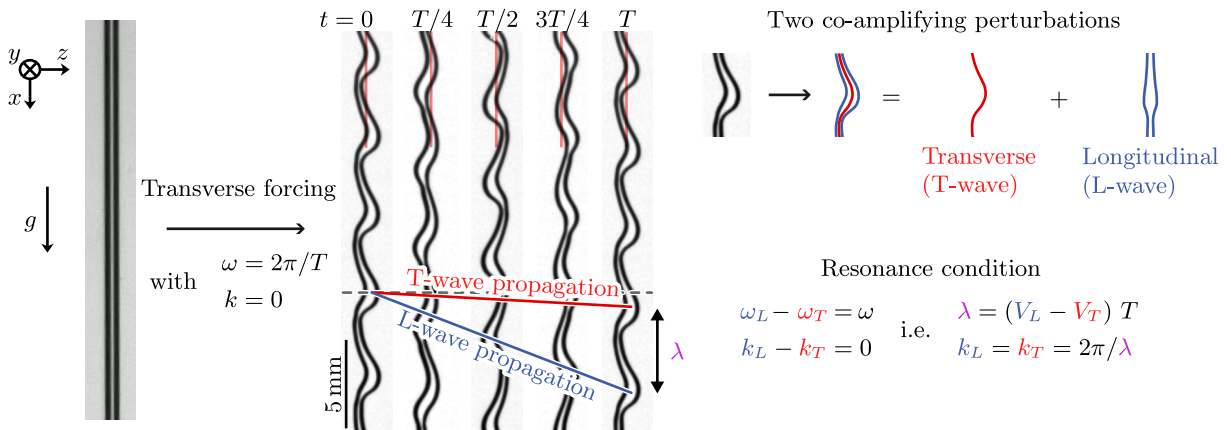 y
z
x
g
Transverse forcing
with
ω = 2π/T
k = 0
t = 0
T/4
T/2
3T/4
T
T-wave propagation
L-wave propagation
λ
5 mm
Two co-amplifying perturbations
=
+
Transverse
(T-wave)
Longitudinal
(L-wave)
Resonance condition
ω_L − ω_T = ω
k_L − k_T = 0
i.e.
λ = (V_L − V_T) T
k_L = k_T = 2π/λ